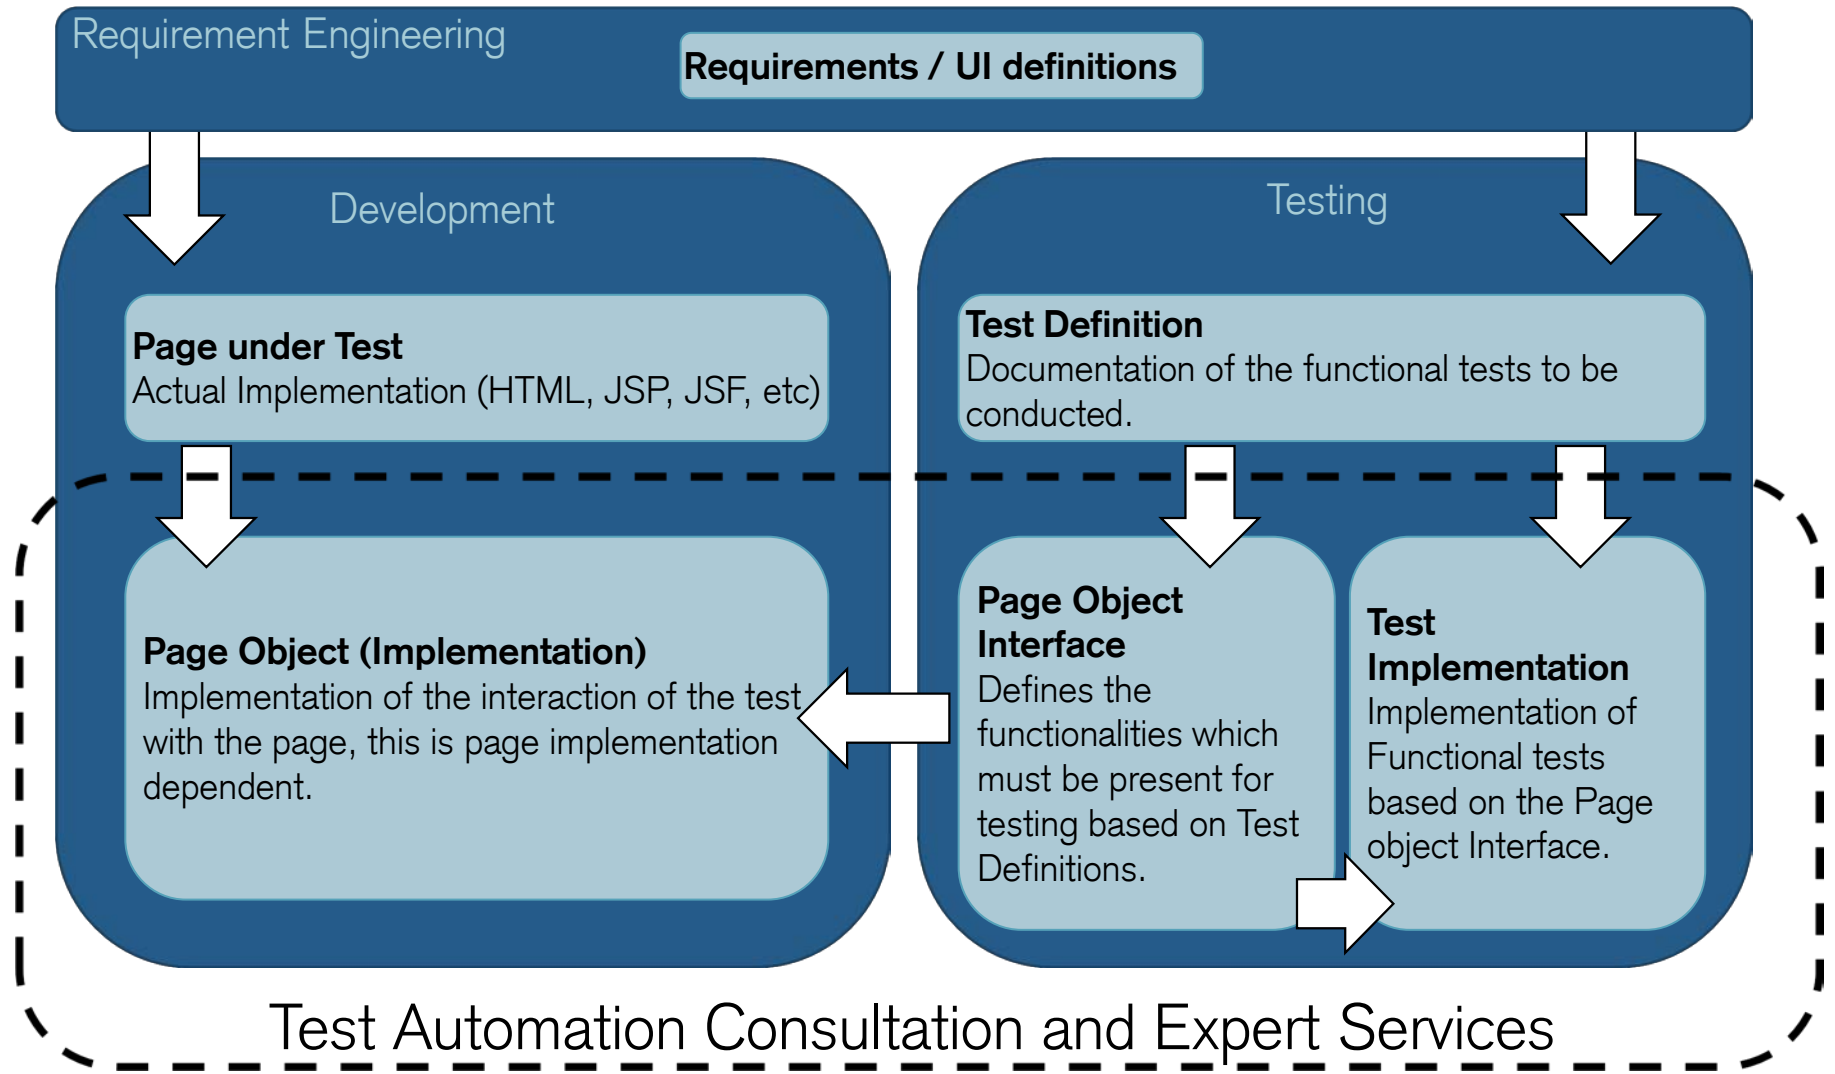 Requirement Engineering
Requirements / UI definitions
Development
Page under Test
Actual Implementation (HTML, JSP, JSF, etc)
Page Object (Implementation)
Implementation of the interaction of the test
with the page, this is page implementation
dependent.
Testing
Test Definition
Documentation of the functional tests to be
conducted.
Page Object
Interface
Defines the
functionalities which
must be present for
testing based on Test
Definitions.
Test
Implementation
Implementation of
Functional tests
based on the Page
object Interface.
Test Automation Consultation and Expert Services